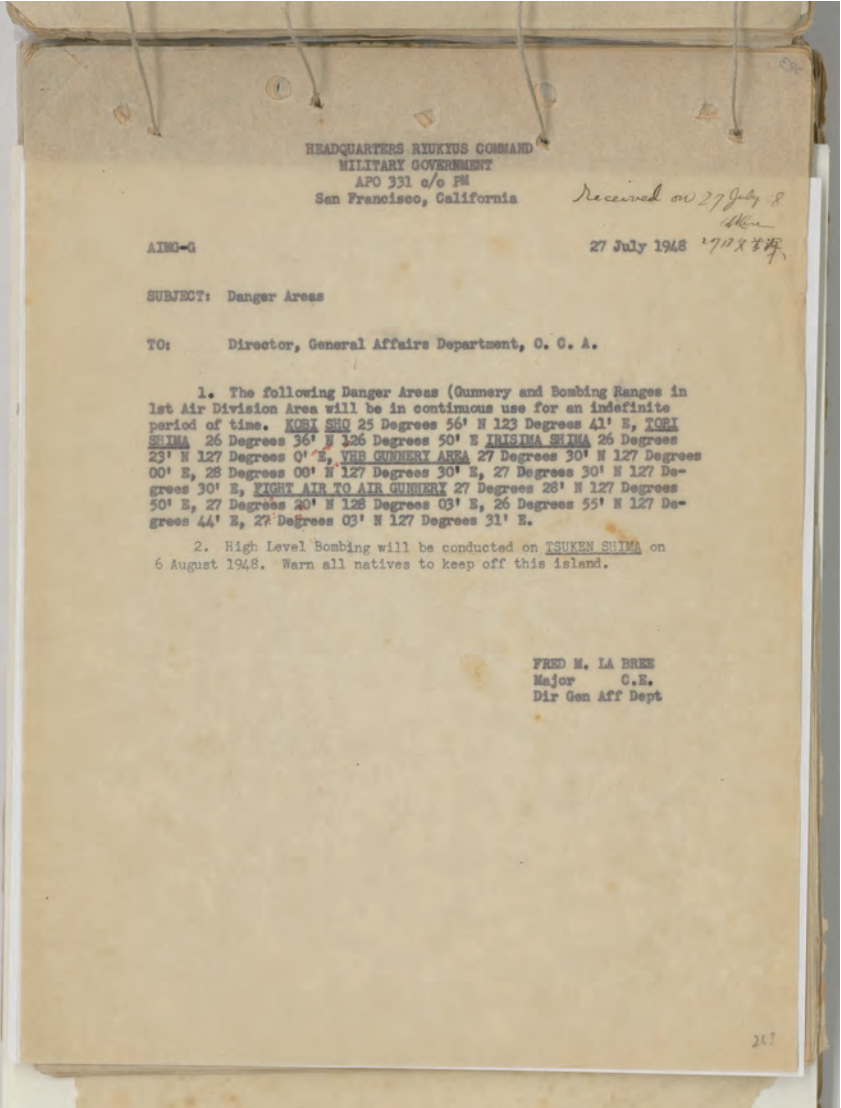 HEADQUARTERS RYUKYUS COMMAND
MILITARY GOVERNMENT
APO 331 c/o PM
San Francisco, California
Received on 27 July 8
AIMG-G 27 July 1948
SUBJECT: Danger Areas
TO: Director, General Affairs Department, O. C. A.
1. The following Danger Areas (Gunnery and Bombing Ranges in
1st Air Division Area will be in continuous use for an indefinite
period of time. KOBI SHO 25 Degrees 56' N 123 Degrees 41' E, TORI
SHIMA 26 Degrees 36' N 126 Degrees 50' E IRISIMA SHIMA 26 Degrees
23' N 127 Degrees 0' E, VHB GUNNERY AREA 27 Degrees 30' N 127 Degrees
00' E, 28 Degrees 00' N 127 Degrees 30' E, 27 Degrees 30' N 127 De-
grees 30' E, FIGHT AIR TO AIR GUNNERY 27 Degrees 28' N 127 Degrees
50' E, 27 Degrees 20' N 128 Degrees 03' E, 26 Degrees 55' N 127 De-
grees 44' E, 27 Degrees 03' N 127 Degrees 31' E.
2. High Level Bombing will be conducted on TSUKEN SHIMA on
6 August 1948. Warn all natives to keep off this island.
FRED M. LA BREE
Major C.E.
Dir Gen Aff Dept
263